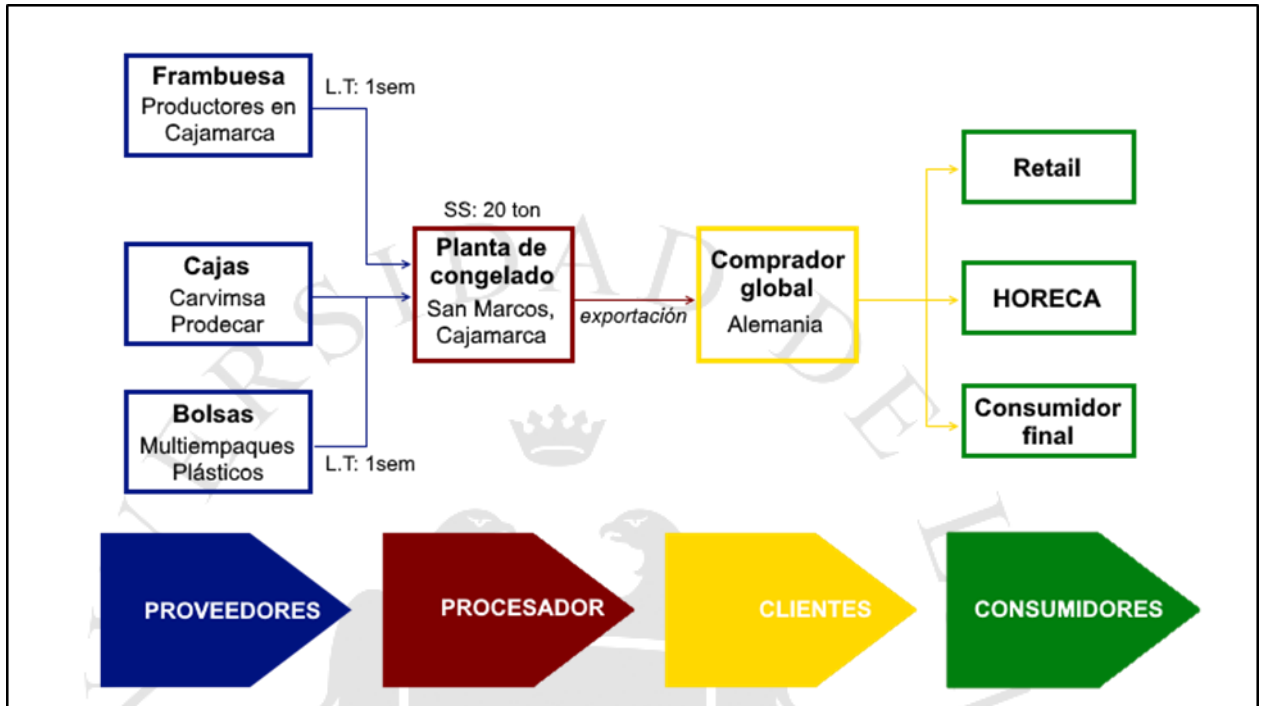 Frambuesa
Productores en
Cajamarca
L.T: 1sem
Cajas
Carvimsa
Prodecar
Bolsas
Multiempaques
Plásticos
L.T: 1sem
SS: 20 ton
Planta de
congelado
San Marcos,
Cajamarca
exportación
Comprador
global
Alemania
Retail
HORECA
Consumidor
final
PROVEEDORES
PROCESADOR
CLIENTES
CONSUMIDORES